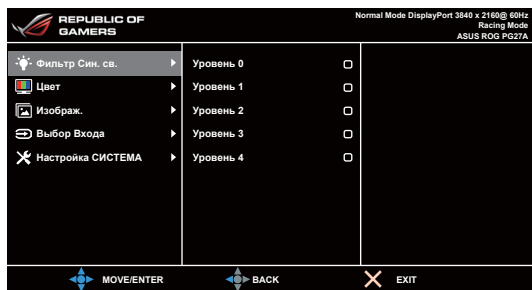 REPUBLIC OF
GAMERS
Normal Mode DisplayPort 3840 x 2160@ 60Hz
Racing Mode
ASUS ROG PG27A
Фильтр Син. св.
Цвет
Изображ.
Выбор Входа
Настройка СИСТЕМА
Уровень 0
Уровень 1
Уровень 2
Уровень 3
Уровень 4
MOVE/ENTER
BACK
EXIT